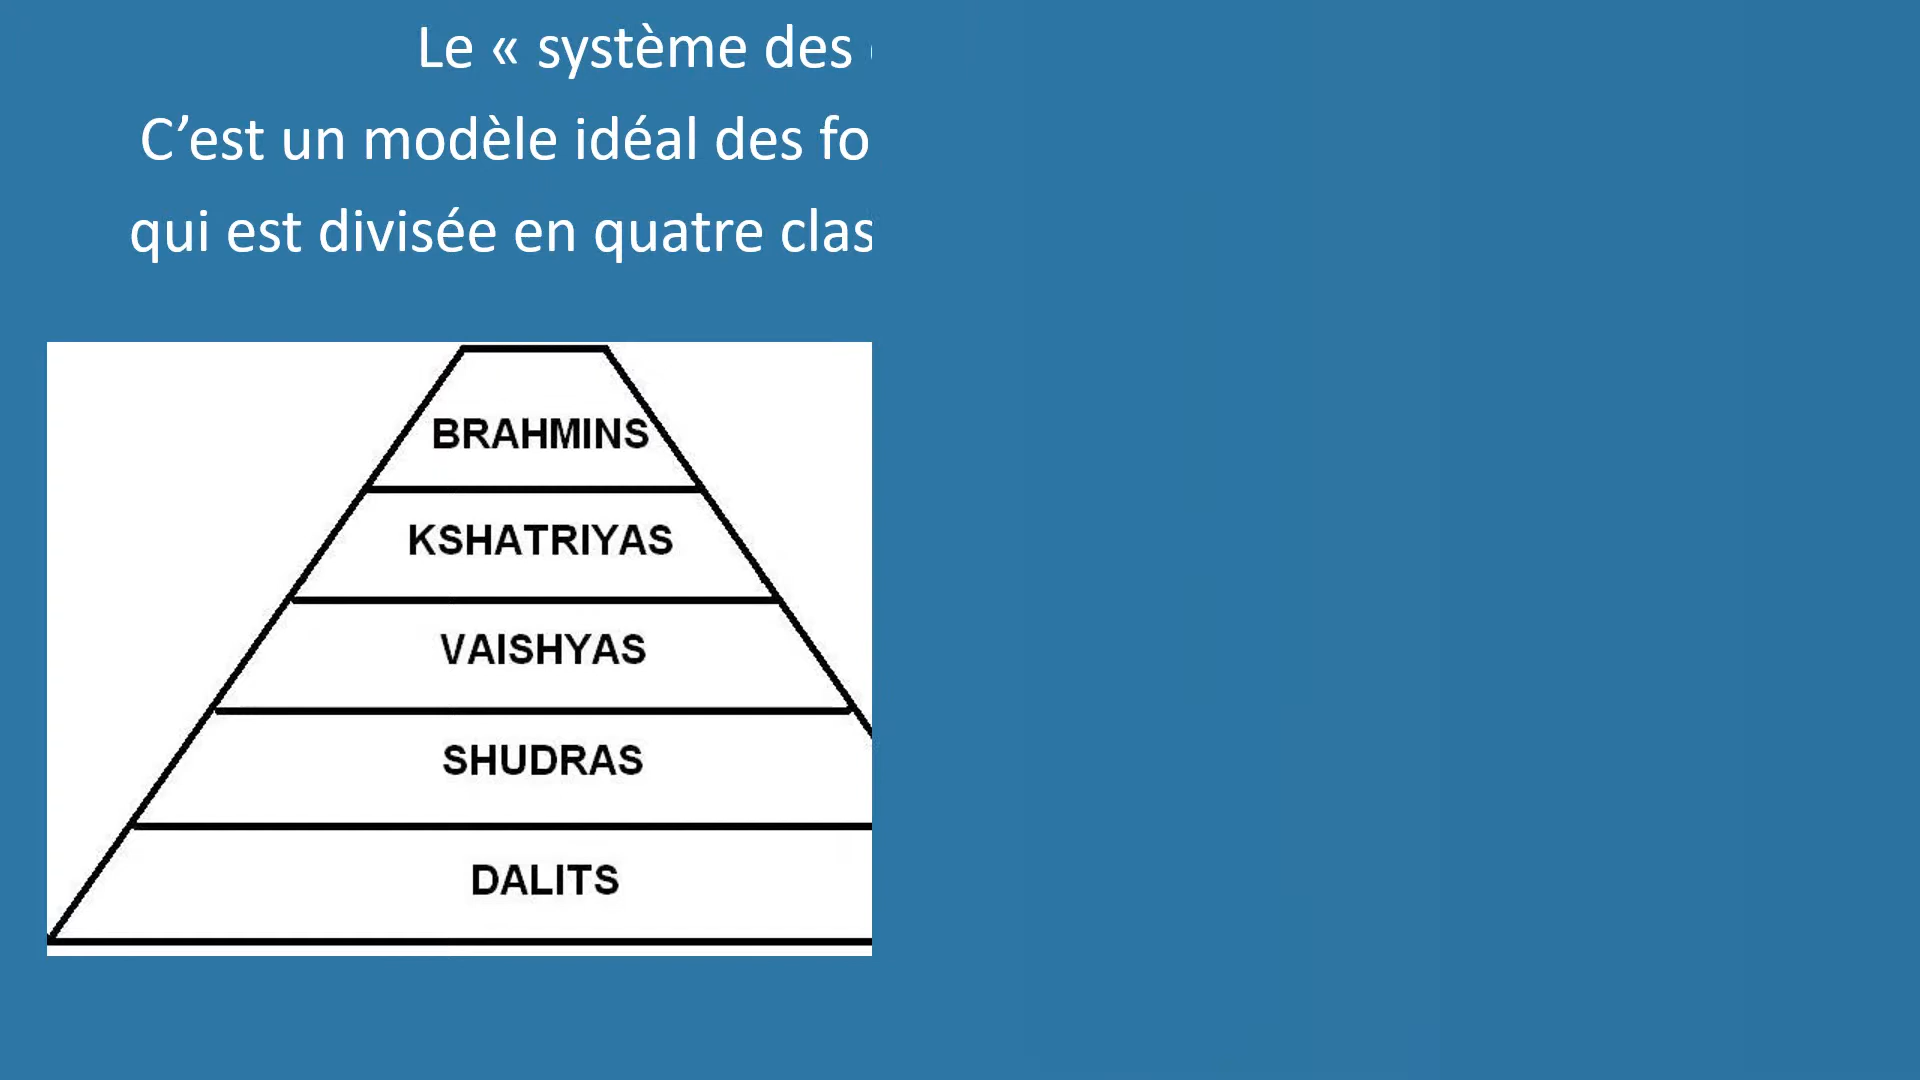 Le « système des
C’est un modèle idéal des fo
qui est divisée en quatre clas
BRAHMINS
KSHATRIYAS
VAISHYAS
SHUDRAS
DALITS